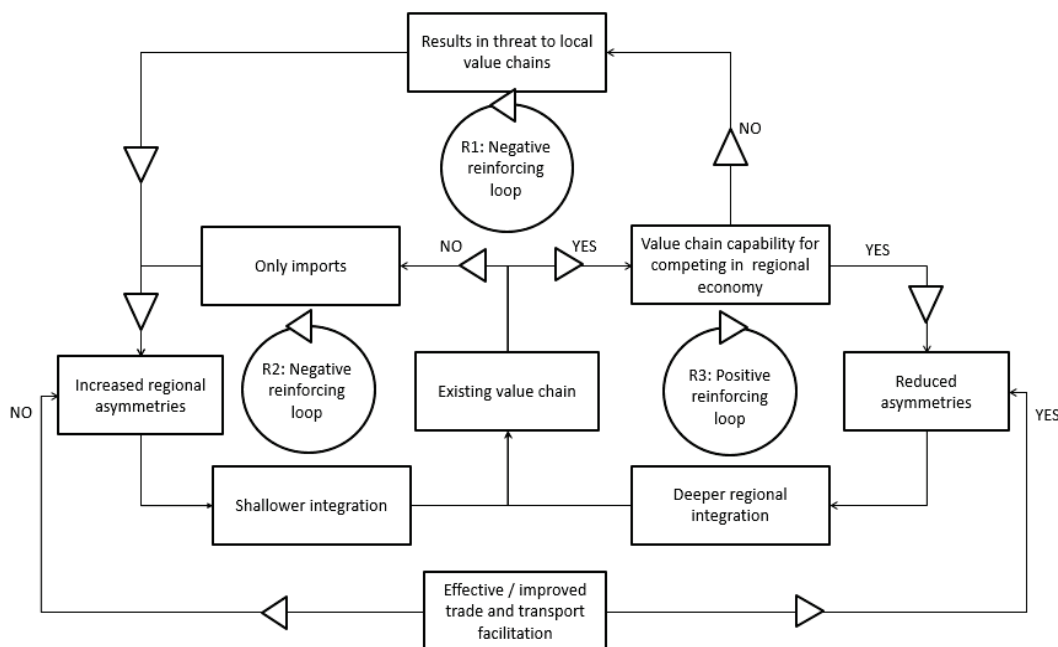 Results in threat to local
value chains
R1: Negative
reinforcing
loop
NO
Only imports
NO
YES
Value chain capability for
competing in regional
economy
YES
Increased regional
asymmetries
NO
R2: Negative
reinforcing
loop
Existing value chain
R3: Positive
reinforcing
loop
Reduced
asymmetries
YES
Shallower integration
Deeper regional
integration
Effective / improved
trade and transport
facilitation